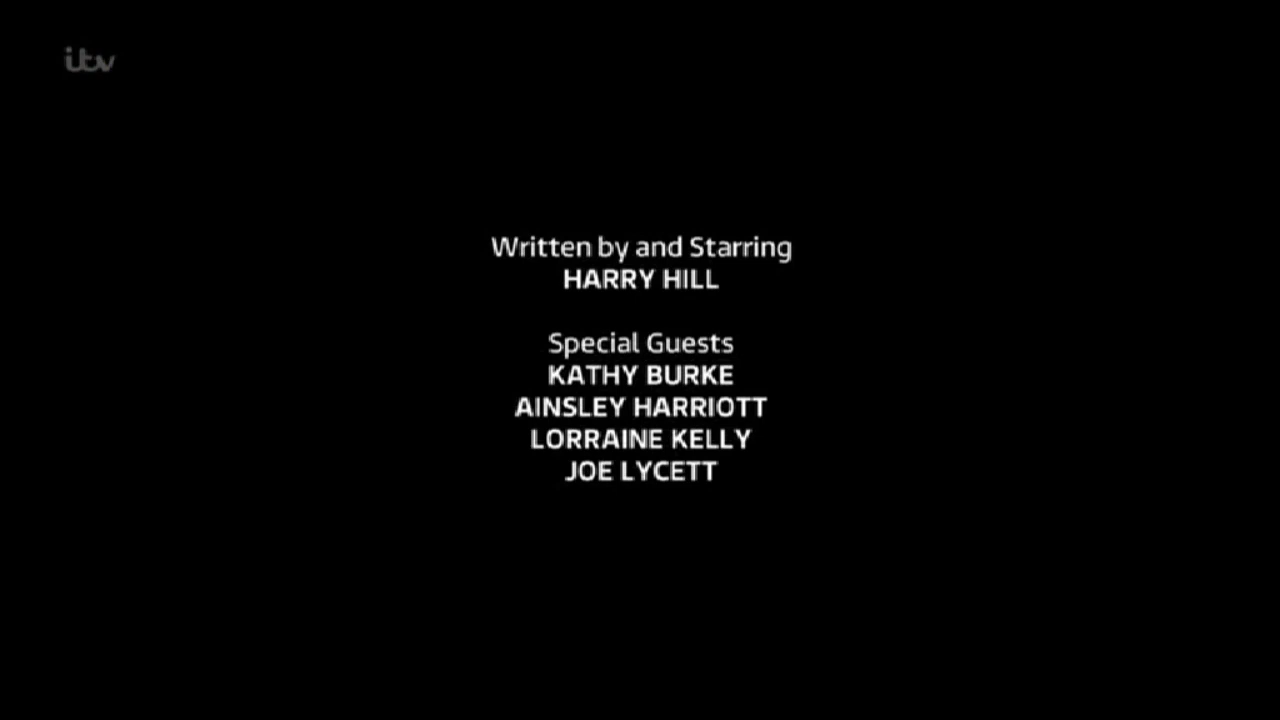 itv
Written by and Starring
HARRY HILL
Special Guests
KATHY BURKE
AINSLEY HARRIOTT
LORRAINE KELLY
JOE LYCETT